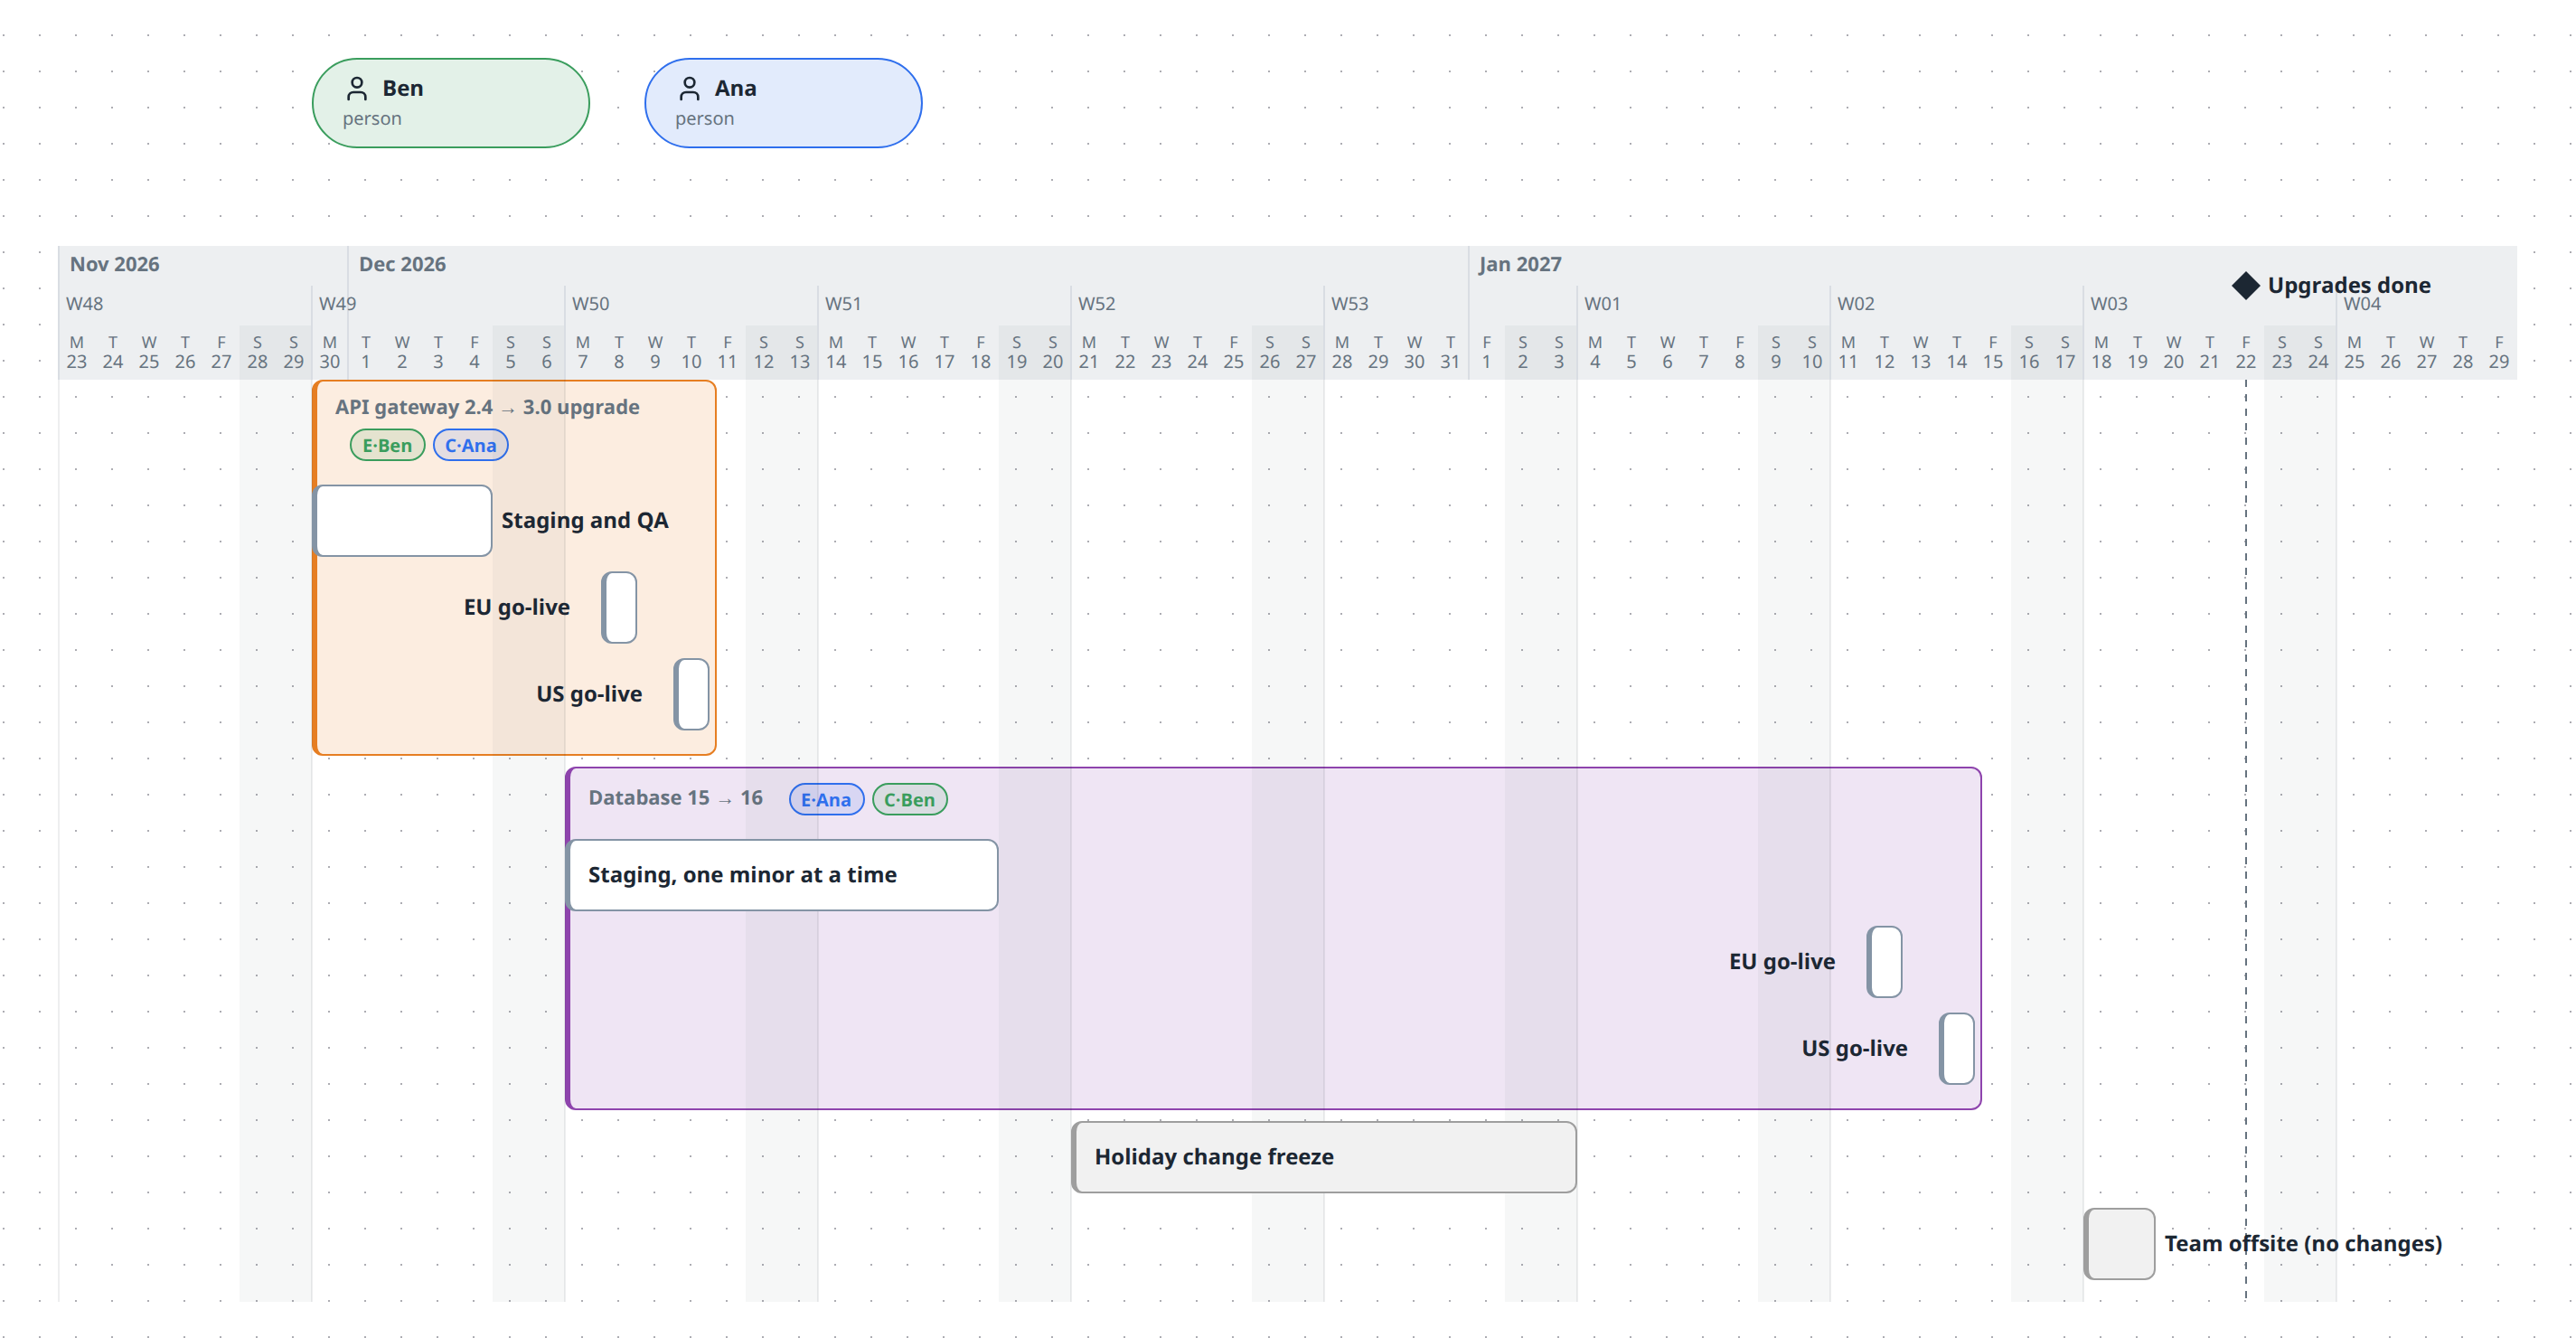 Ben
person
Ana
person
Nov 2026 Dec 2026 Jan 2027
Upgrades done
W48 W49 W50 W51 W52 W53 W01 W02 W03 W04
M T W T F S S M T W T F S S M T W T F S S M T W T F S S M T W T F S S M T W T F S S M T W T F S S M T W T F S S M T W T F S S M T W T F
23 24 25 26 27 28 29 30 1 2 3 4 5 6 7 8 9 10 11 12 13 14 15 16 17 18 19 20 21 22 23 24 25 26 27 28 29 30 31 1 2 3 4 5 6 7 8 9 10 11 12 13 14 15 16 17 18 19 20 21 22 23 24 25 26 27 28 29
API gateway 2.4 → 3.0 upgrade
E·Ben C·Ana
Staging and QA
EU go-live
US go-live
Database 15 → 16 E·Ana C·Ben
Staging, one minor at a time
EU go-live
US go-live
Holiday change freeze
Team offsite (no changes)